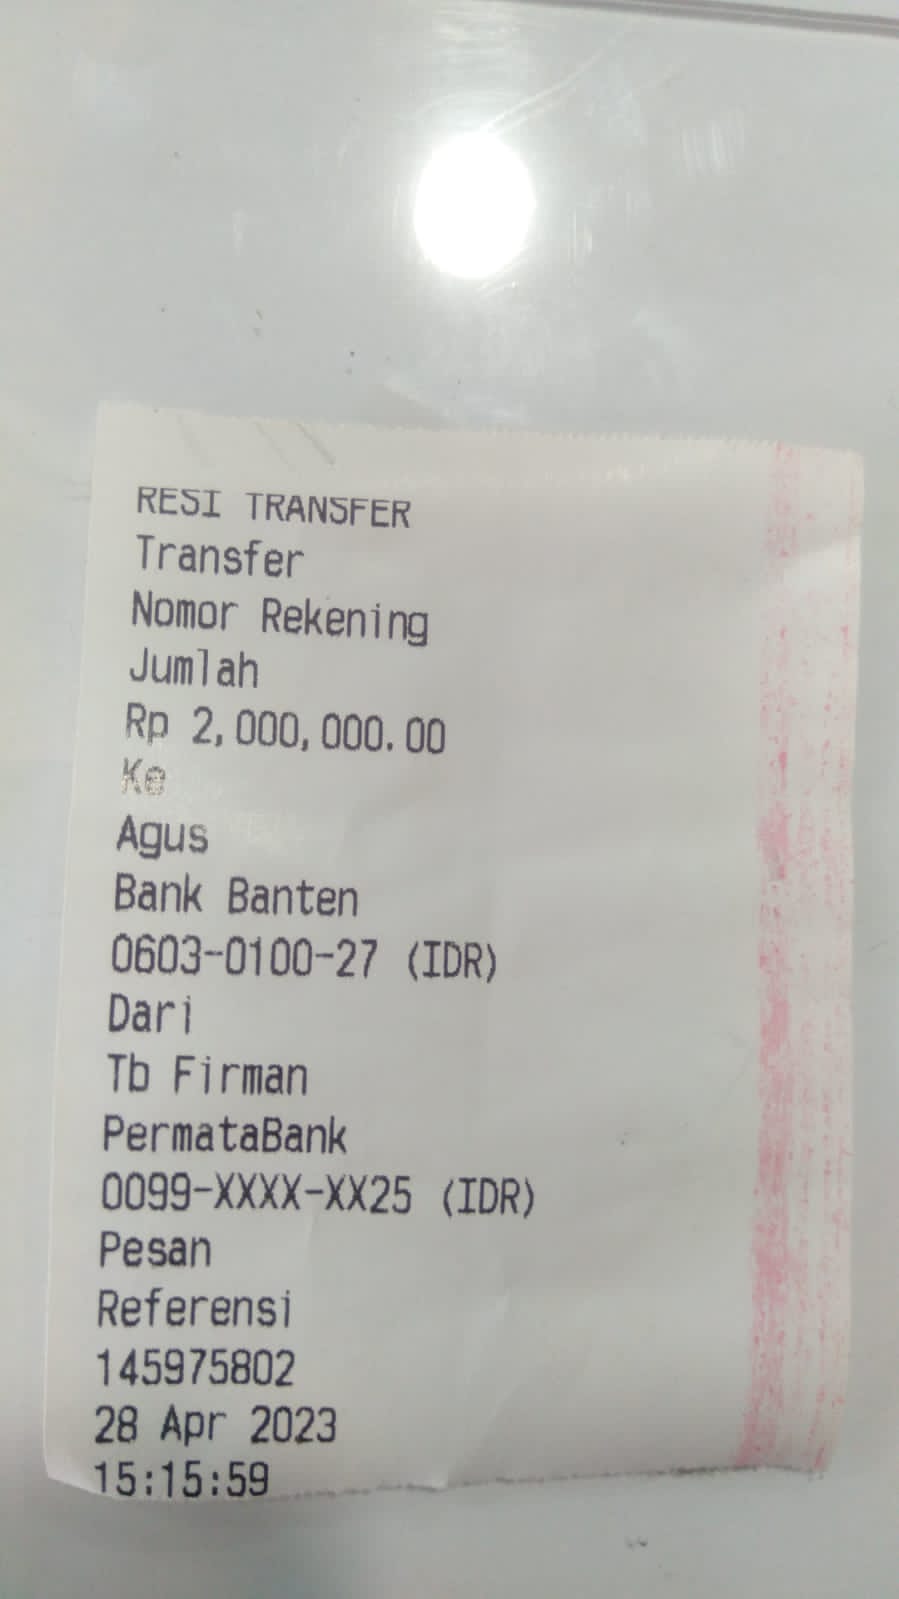 RESI TRANSFER
Transfer
Nomor Rekening
Jumlah
Rp 2,000,000.00
Ke
Agus
Bank Banten
0603-0100-27 (IDR)
Dari
Tb Firman
PermataBank
0099-XXXX-XX25 (IDR)
Pesan
Referensi
145975802
28 Apr 2023
15:15:59